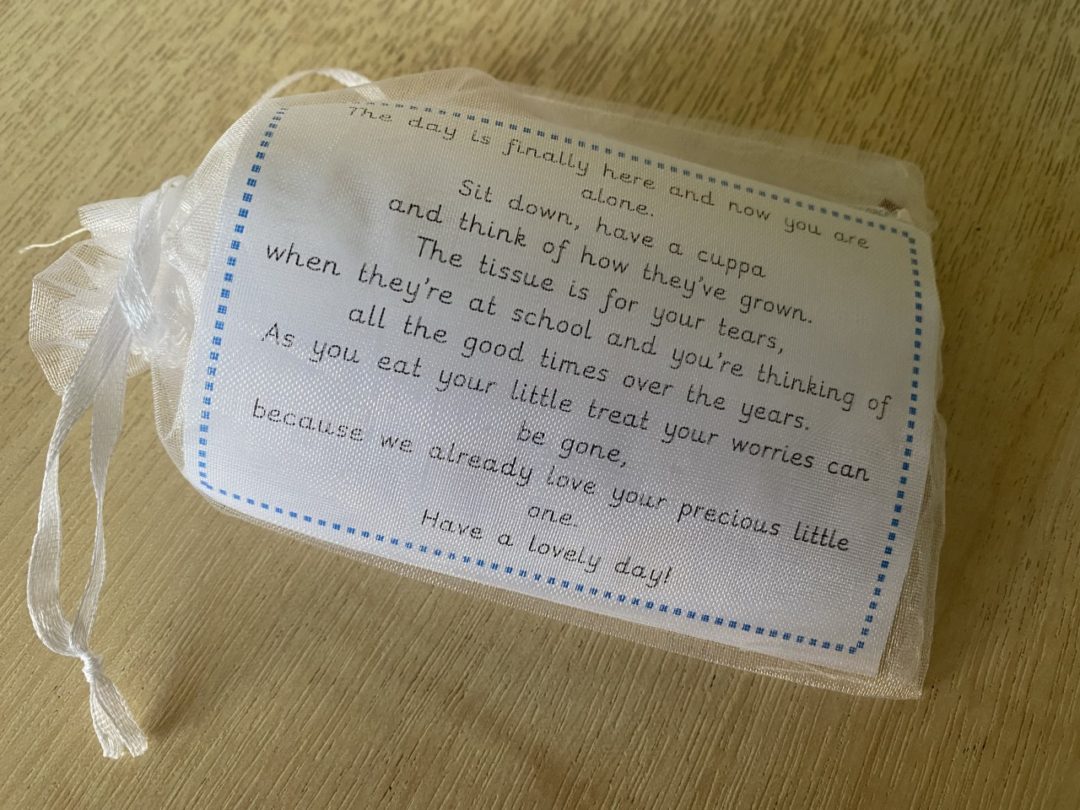 The day is finally here and now you are
alone.
Sit down, have a cuppa
and think of how they've grown.
The tissue is for your tears,
when they're at school and you're thinking of
all the good times over the years.
As you eat your little treat your worries can
be gone,
because we already love your precious little
one.
Have a lovely day!